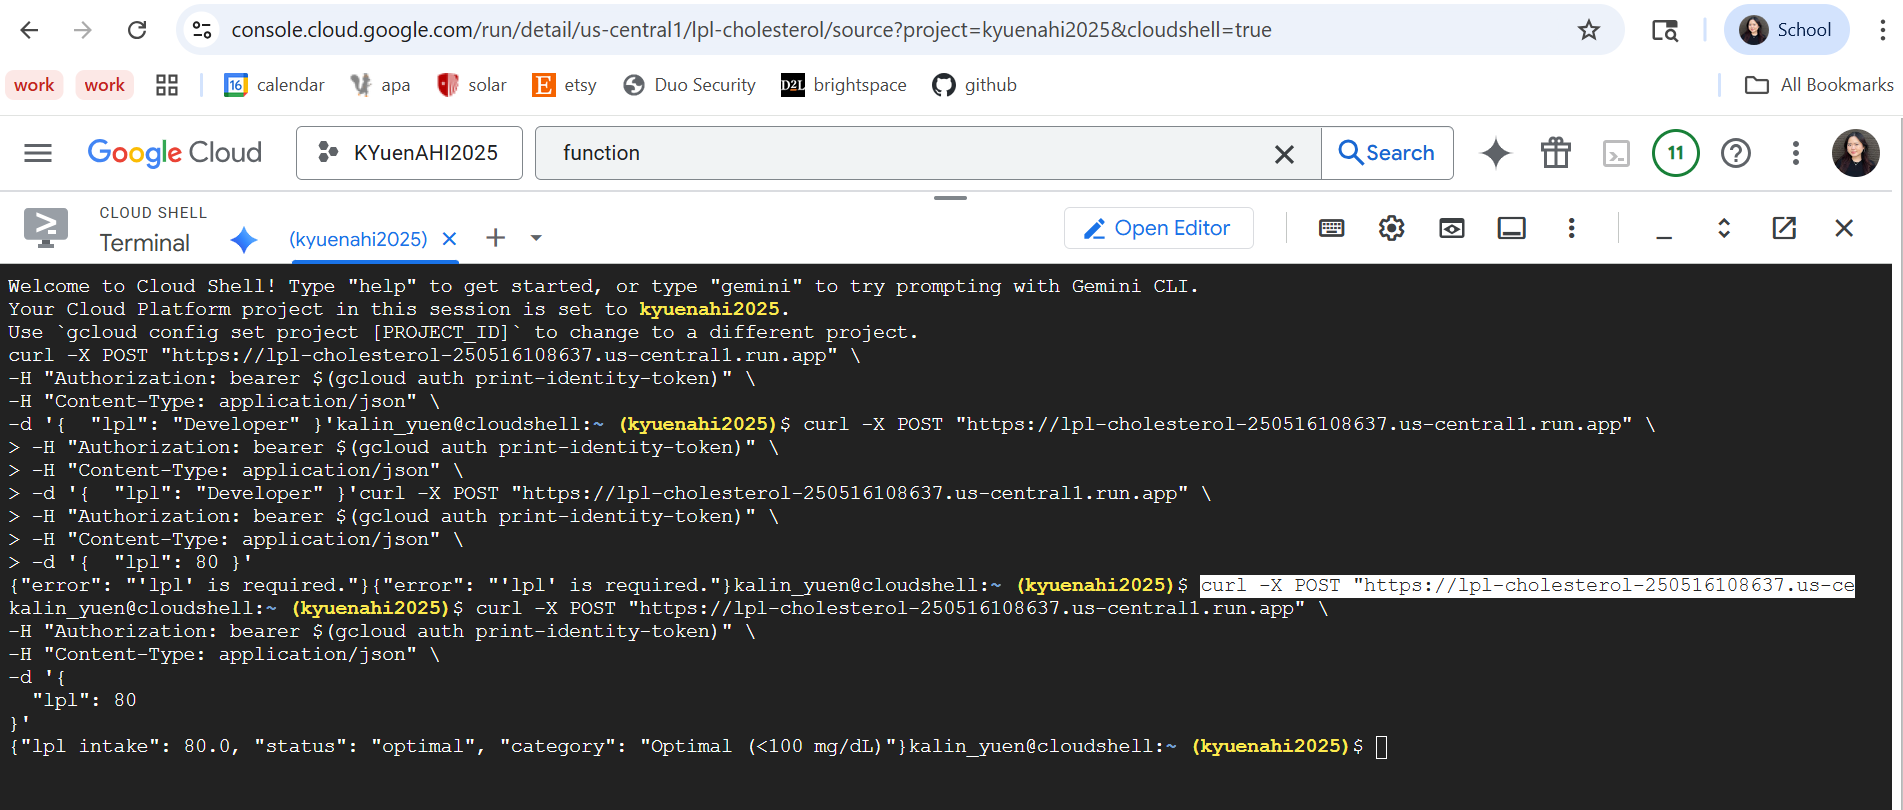 console.cloud.google.com/run/detail/us-central1/lpl-cholesterol/source?project=kyuenahi2025&cloudshell=true
School
work
work
16
calendar
apa
solar
E
etsy
Duo Security
D2L
brightspace
github
All Bookmarks
Google Cloud
KYuenAHI2025
function
Search
11
CLOUD SHELL
Terminal
(kyuenahi2025)
Open Editor
Welcome to Cloud Shell! Type "help" to get started, or type "gemini" to try prompting with Gemini CLI.
Your Cloud Platform project in this session is set to kyuenahi2025.
Use `gcloud config set project [PROJECT_ID]` to change to a different project.
curl -X POST "https://lpl-cholesterol-250516108637.us-central1.run.app" \
-H "Authorization: bearer $(gcloud auth print-identity-token)" \
-H "Content-Type: application/json" \
-d '{  "lpl": "Developer" }'kalin_yuen@cloudshell:~ (kyuenahi2025)$ curl -X POST "https://lpl-cholesterol-250516108637.us-central1.run.app" \
> -H "Authorization: bearer $(gcloud auth print-identity-token)" \
> -H "Content-Type: application/json" \
> -d '{  "lpl": "Developer" }'curl -X POST "https://lpl-cholesterol-250516108637.us-central1.run.app" \
> -H "Authorization: bearer $(gcloud auth print-identity-token)" \
> -H "Content-Type: application/json" \
> -d '{  "lpl": 80 }'
{"error": "'lpl' is required."}{"error": "'lpl' is required."}kalin_yuen@cloudshell:~ (kyuenahi2025)$ curl -X POST "https://lpl-cholesterol-250516108637.us-ce
kalin_yuen@cloudshell:~ (kyuenahi2025)$ curl -X POST "https://lpl-cholesterol-250516108637.us-central1.run.app" \
-H "Authorization: bearer $(gcloud auth print-identity-token)" \
-H "Content-Type: application/json" \
-d '{
  "lpl": 80
}'
{"lpl intake": 80.0, "status": "optimal", "category": "Optimal (<100 mg/dL)"}kalin_yuen@cloudshell:~ (kyuenahi2025)$